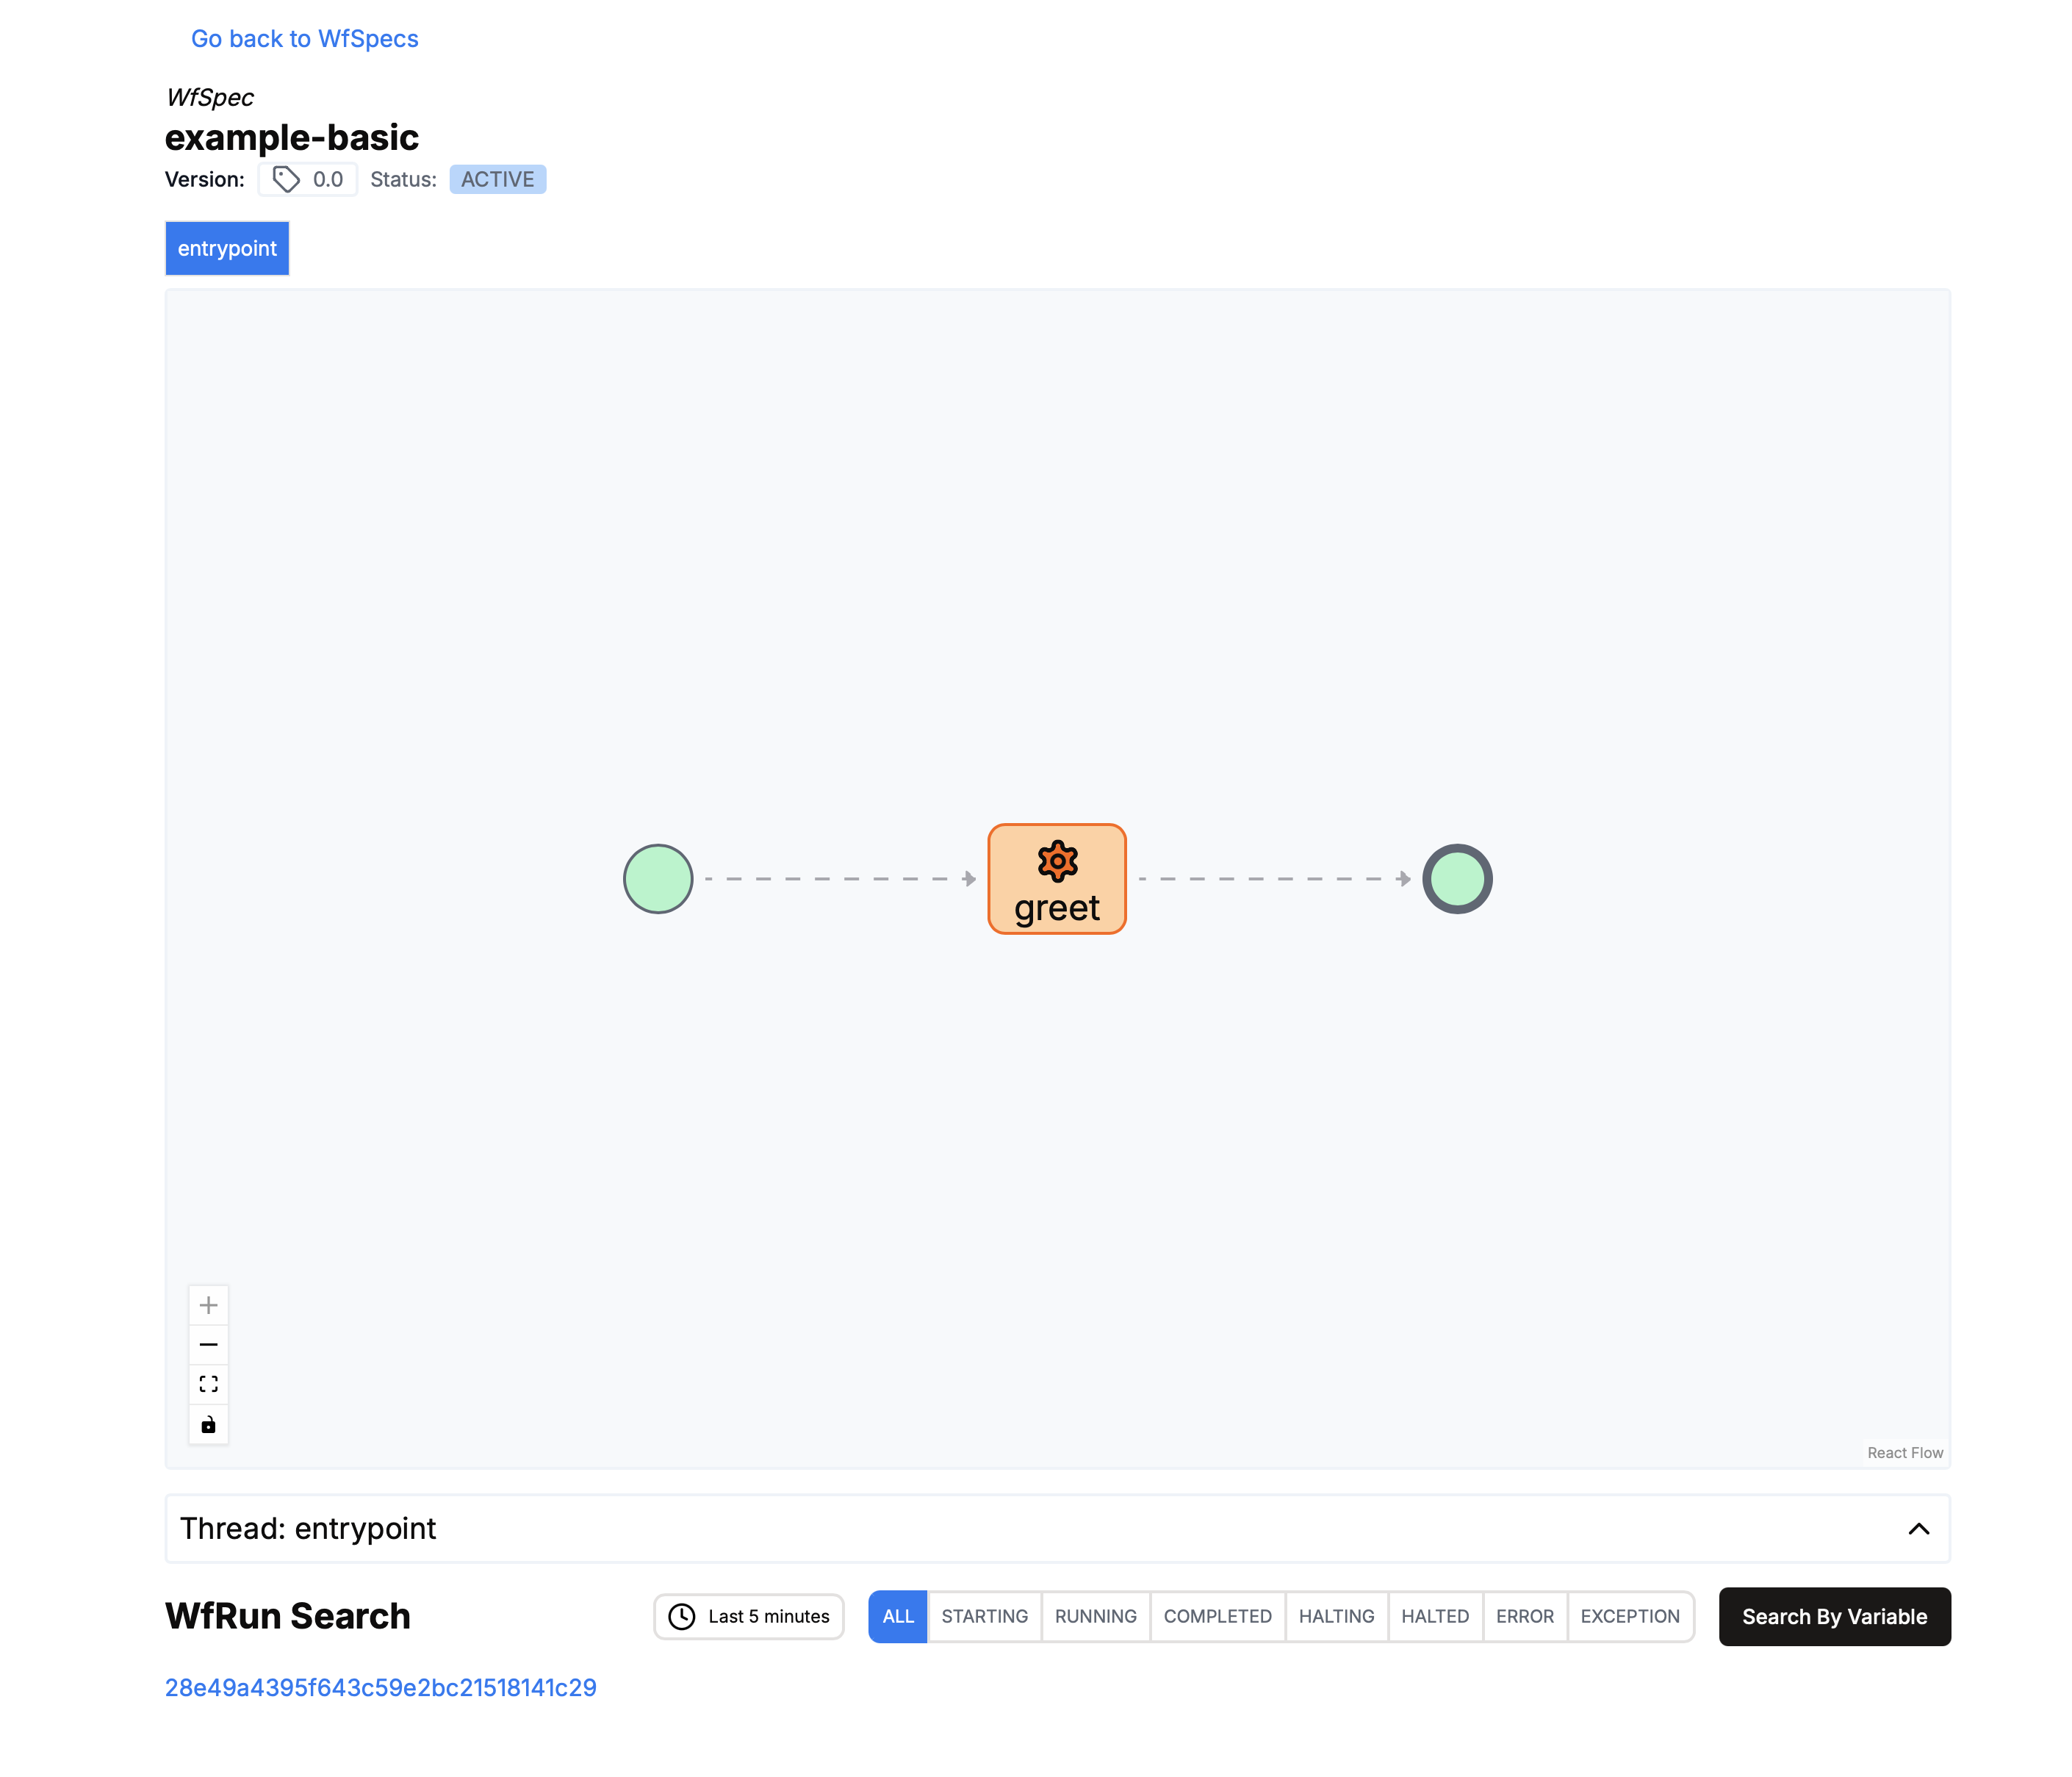 Go back to WfSpecs
WfSpec
example-basic
Version: 0.0 Status: ACTIVE
entrypoint
greet
React Flow
Thread: entrypoint
WfRun Search Last 5 minutes ALL STARTING RUNNING COMPLETED HALTING HALTED ERROR EXCEPTION Search By Variable
28e49a4395f643c59e2bc21518141c29